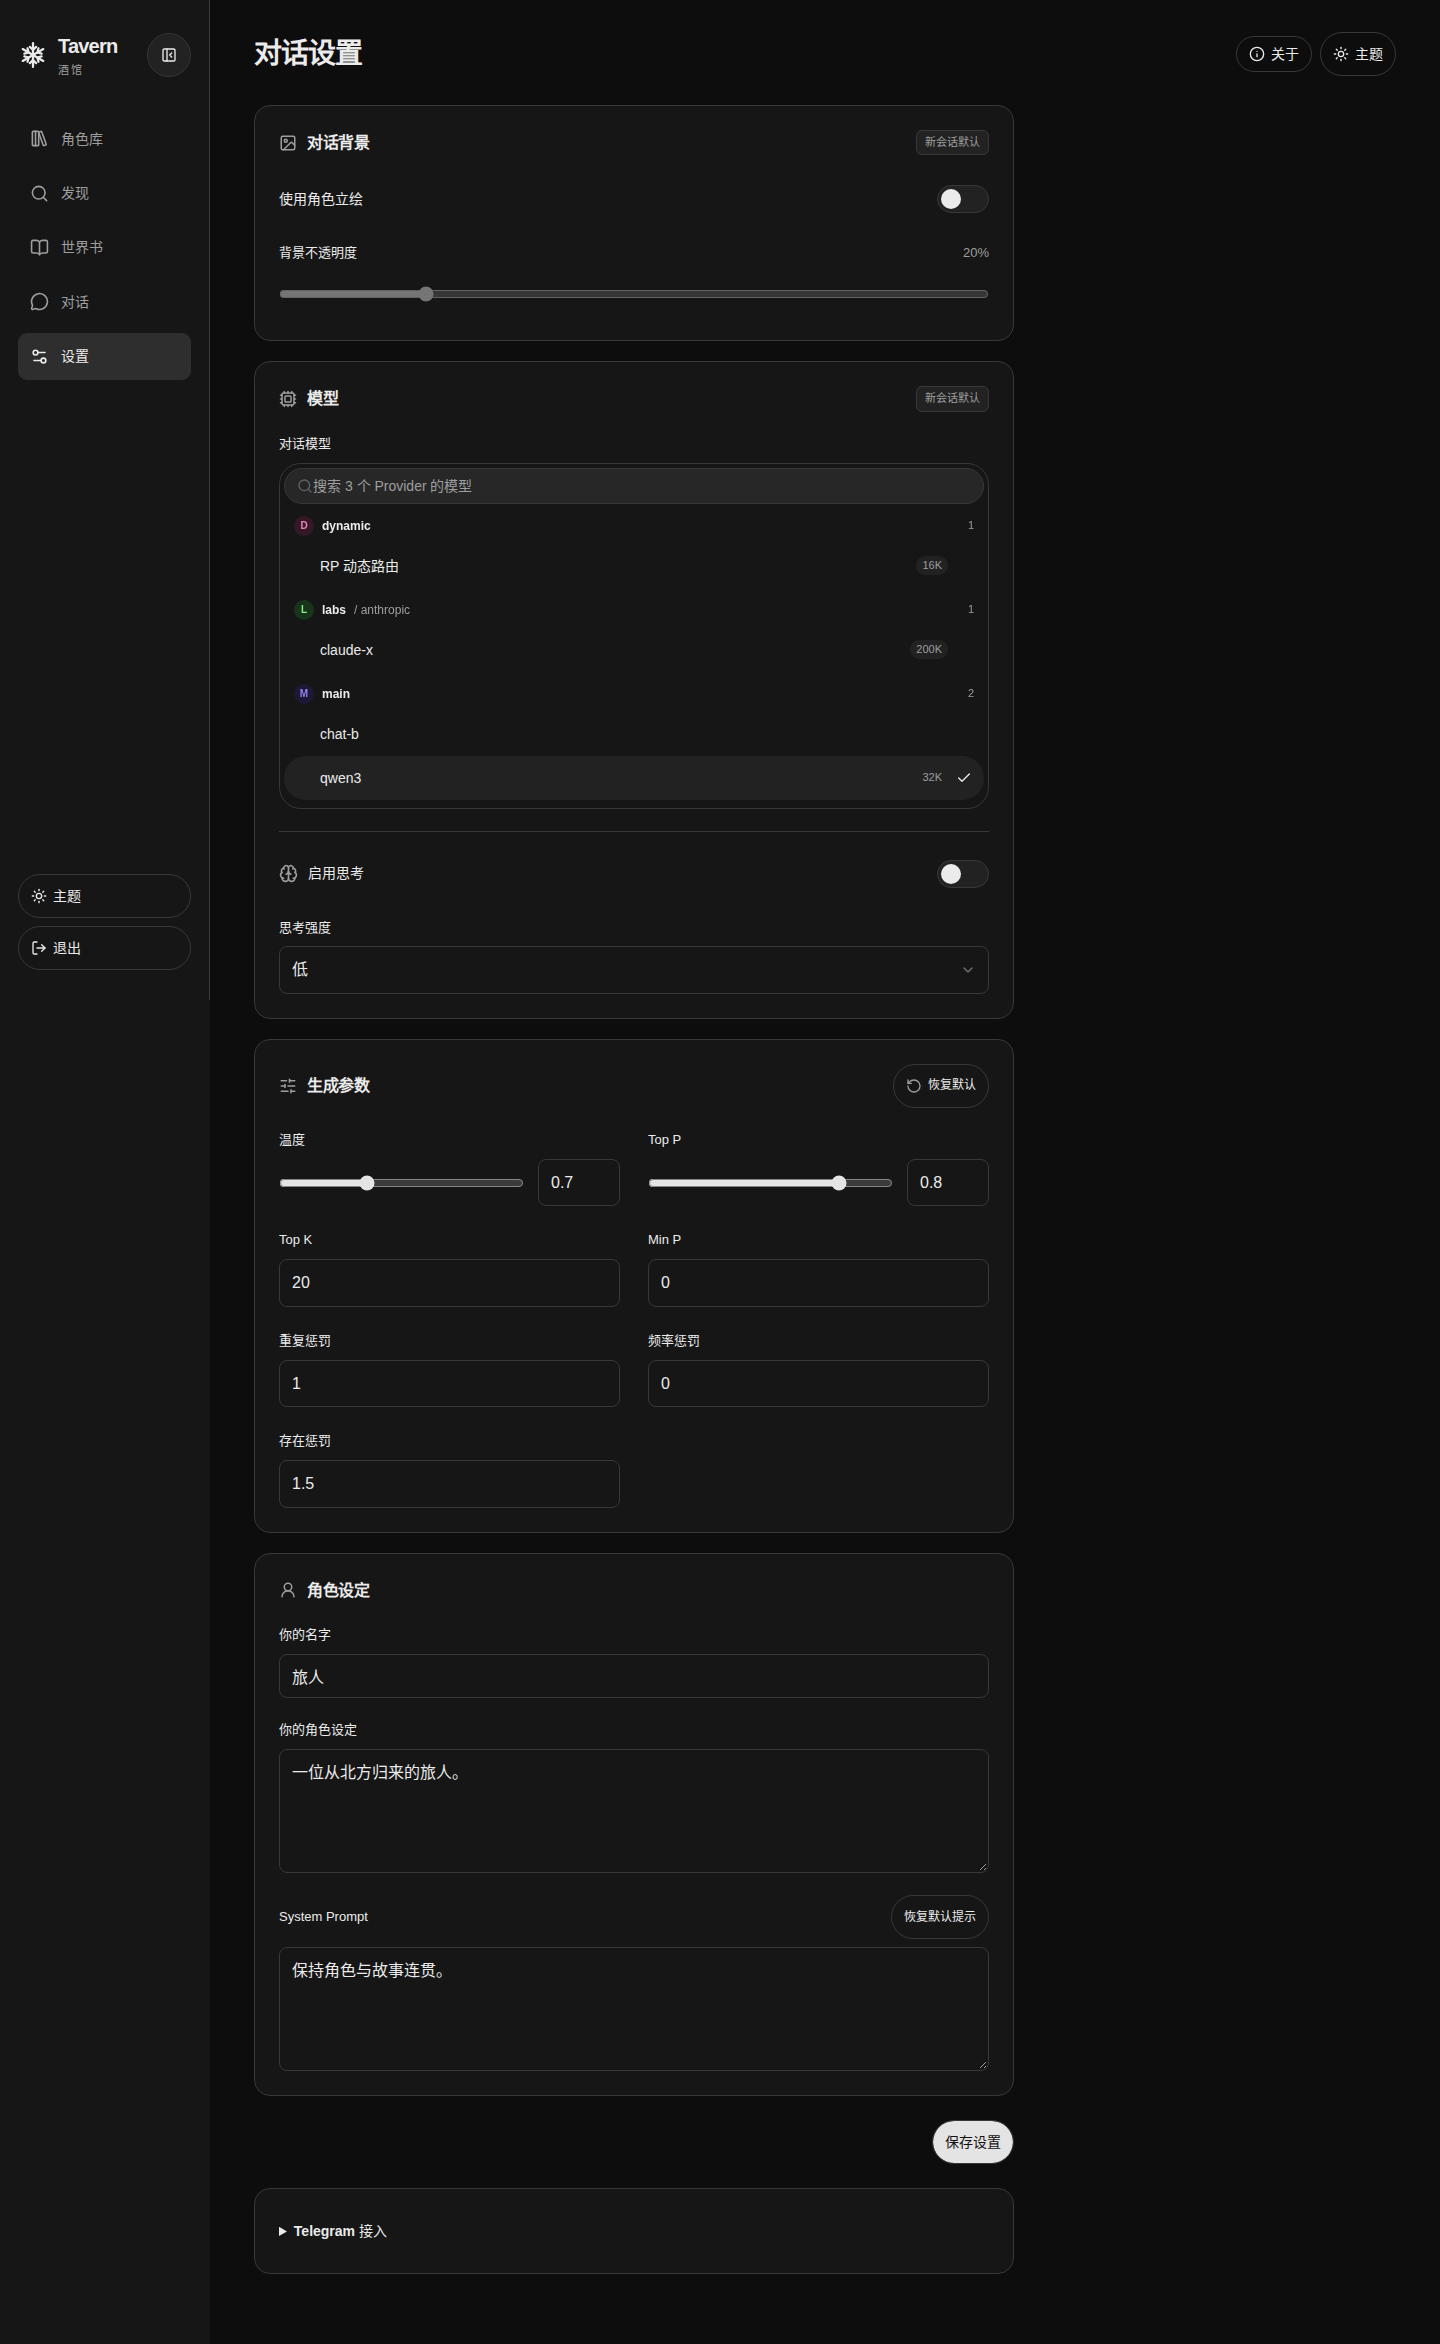 Tavern
酒馆
角色库
发现
世界书
对话
设置
主题
退出
对话设置
关于
主题
对话背景
新会话默认
使用角色立绘
背景不透明度
20%
模型
新会话默认
对话模型
搜索 3 个 Provider 的模型
D dynamic 1
RP 动态路由 16K
L labs / anthropic 1
claude-x 200K
M main 2
chat-b
qwen3 32K
启用思考
思考强度
低
生成参数
恢复默认
温度
0.7
Top P
0.8
Top K
20
Min P
0
重复惩罚
1
频率惩罚
0
存在惩罚
1.5
角色设定
你的名字
旅人
你的角色设定
一位从北方归来的旅人。
System Prompt
恢复默认提示
保持角色与故事连贯。
保存设置
Telegram 接入